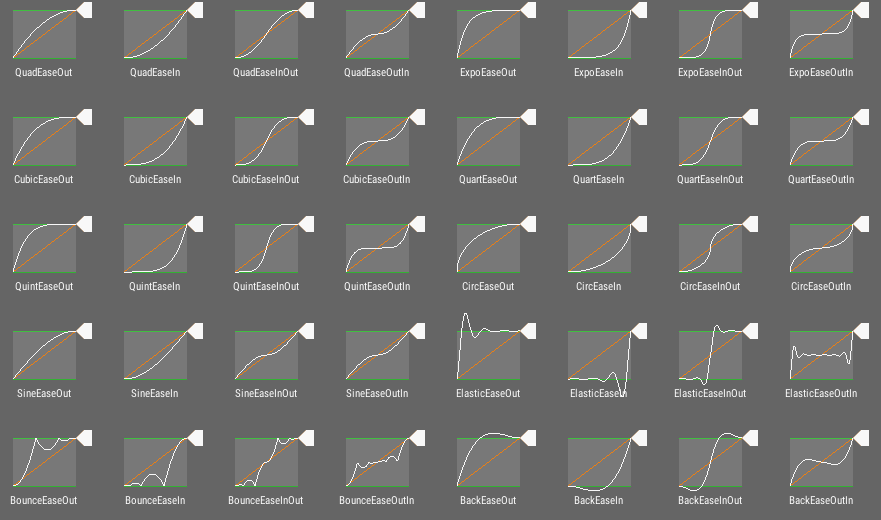 QuadEaseOut QuadEaseIn QuadEaseInOut QuadEaseOutIn ExpoEaseOut ExpoEaseIn ExpoEaseInOut ExpoEaseOutIn
CubicEaseOut CubicEaseIn CubicEaseInOut CubicEaseOutIn QuartEaseOut QuartEaseIn QuartEaseInOut QuartEaseOutIn
QuintEaseOut QuintEaseIn QuintEaseInOut QuintEaseOutIn CircEaseOut CircEaseIn CircEaseInOut CircEaseOutIn
SineEaseOut SineEaseIn SineEaseInOut SineEaseOutIn ElasticEaseOut ElasticEaseIn ElasticEaseInOut ElasticEaseOutIn
BounceEaseOut BounceEaseIn BounceEaseInOut BounceEaseOutIn BackEaseOut BackEaseIn BackEaseInOut BackEaseOutIn